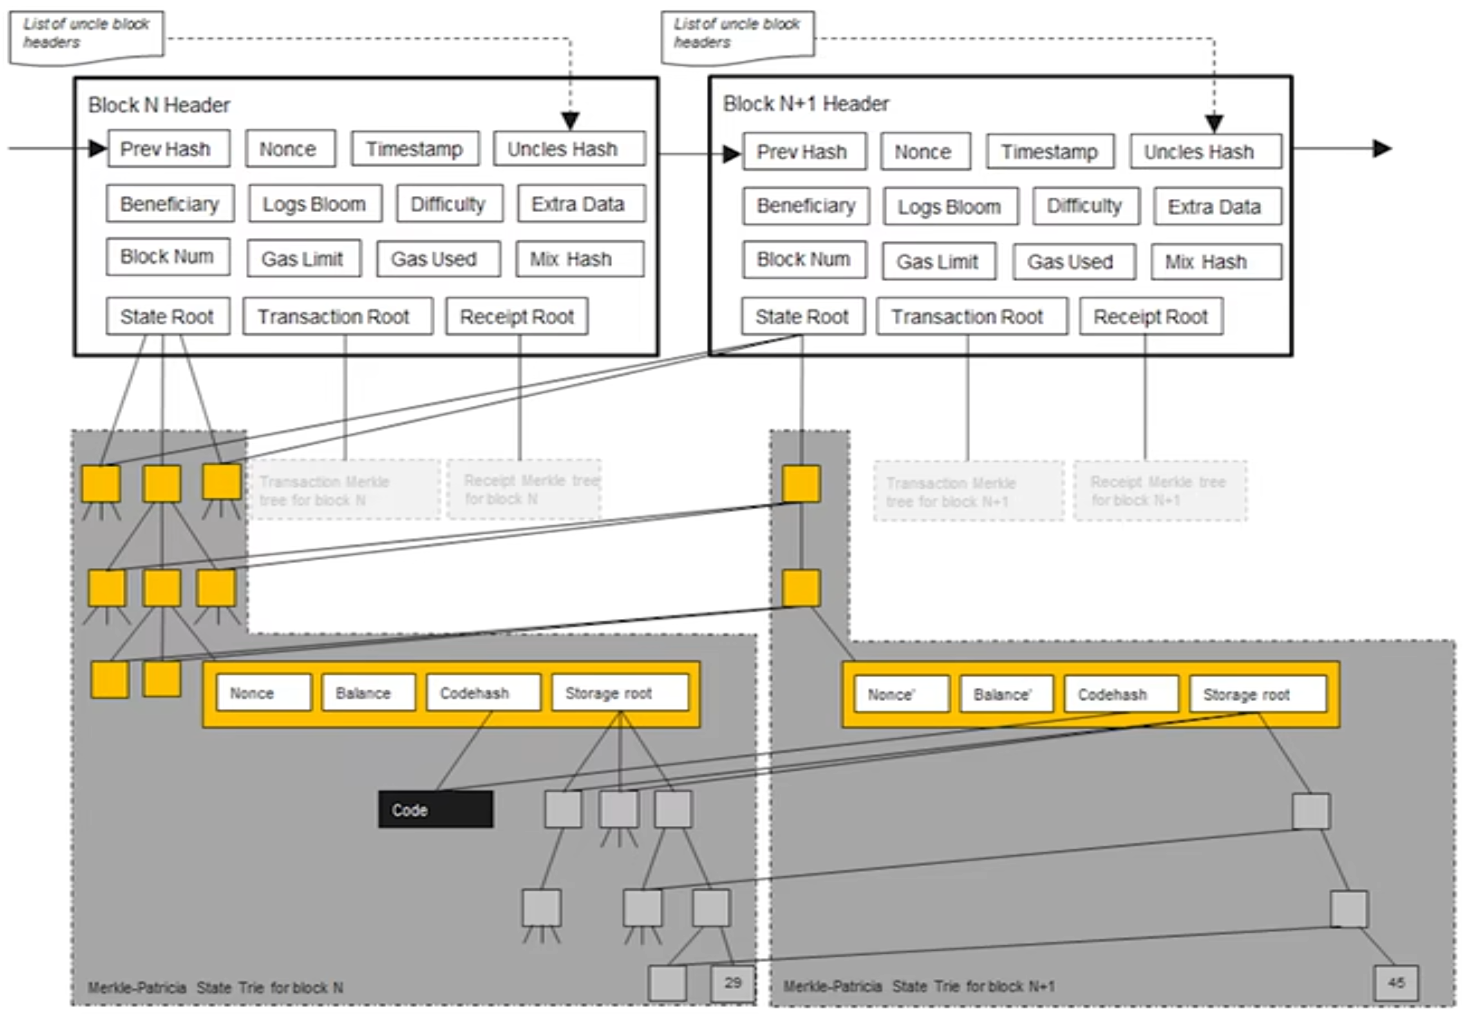 List of uncle block
headers
List of uncle block
headers
Block N Header
Prev Hash
Nonce
Timestamp
Uncles Hash
Beneficiary
Logs Bloom
Difficulty
Extra Data
Block Num
Gas Limit
Gas Used
Mix Hash
State Root
Transaction Root
Receipt Root
Block N+1 Header
Prev Hash
Nonce
Timestamp
Uncles Hash
Beneficiary
Logs Bloom
Difficulty
Extra Data
Block Num
Gas Limit
Gas Used
Mix Hash
State Root
Transaction Root
Receipt Root
Transaction Merkle
tree for block N
Receipt Merkle tree
for block N
Transaction Merkle
tree for block N+1
Receipt Merkle tree
for block N+1
Nonce
Balance
Codehash
Storage root
Nonce'
Balance'
Codehash
Storage root
Code
29
45
Merkle-Patricia State Trie for block N
Merkle-Patricia State Trie for block N+1